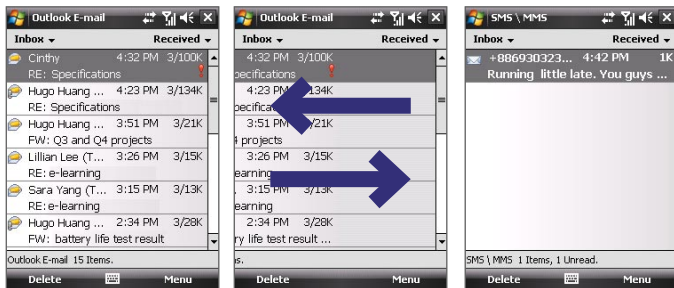 Outlook E-mail
Inbox
Received
Cinthy 4:32 PM 3/100K
RE: Specifications
Hugo Huang ... 4:23 PM 3/134K
RE: Specifications
Hugo Huang ... 3:51 PM 3/21K
FW: Q3 and Q4 projects
Lillian Lee (T... 3:26 PM 3/15K
RE: e-learning
Sara Yang (T... 3:15 PM 3/13K
RE: e-learning
Hugo Huang ... 2:34 PM 3/28K
FW: battery life test result
Outlook E-mail 15 Items.
Delete Menu
Outlook E-mail
Inbox
Received
4:32 PM 3/100K
ecifications
4:23 PM 134K
ecifica
3:51 PM /21K
projects
3:26 PM 3/15K
earning
3:15 PM 3/13K
earning
2:34 PM 3/28K
ry life test result ...
s.
Delete Menu
SMS \ MMS
Inbox
Received
+886930323... 4:42 PM 1K
Running little late. You guys ...
SMS \ MMS 1 Items, 1 Unread.
Delete Menu